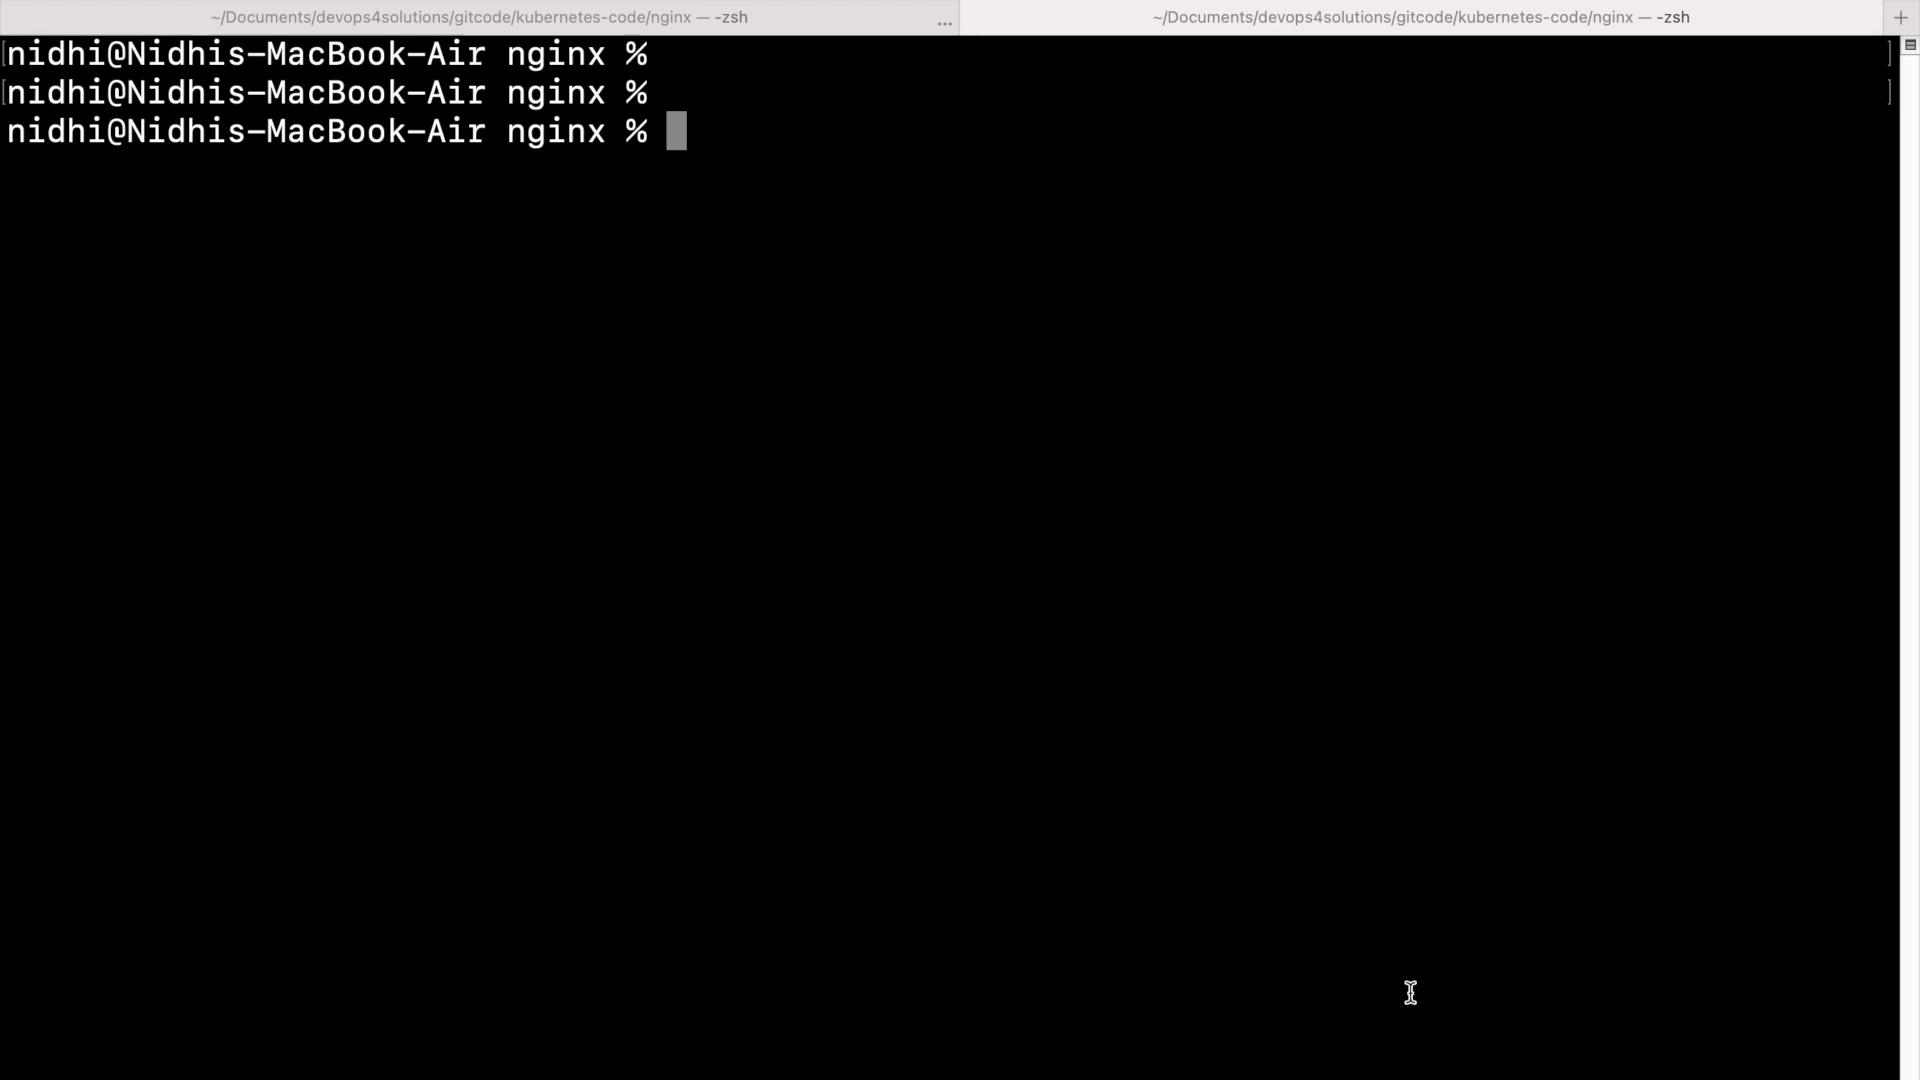 ~/Documents/devops4solutions/gitcode/kubernetes-code/nginx — -zsh ...
~/Documents/devops4solutions/gitcode/kubernetes-code/nginx — -zsh +
[nidhi@Nidhis-MacBook-Air nginx % ]
[nidhi@Nidhis-MacBook-Air nginx % ]
nidhi@Nidhis-MacBook-Air nginx %